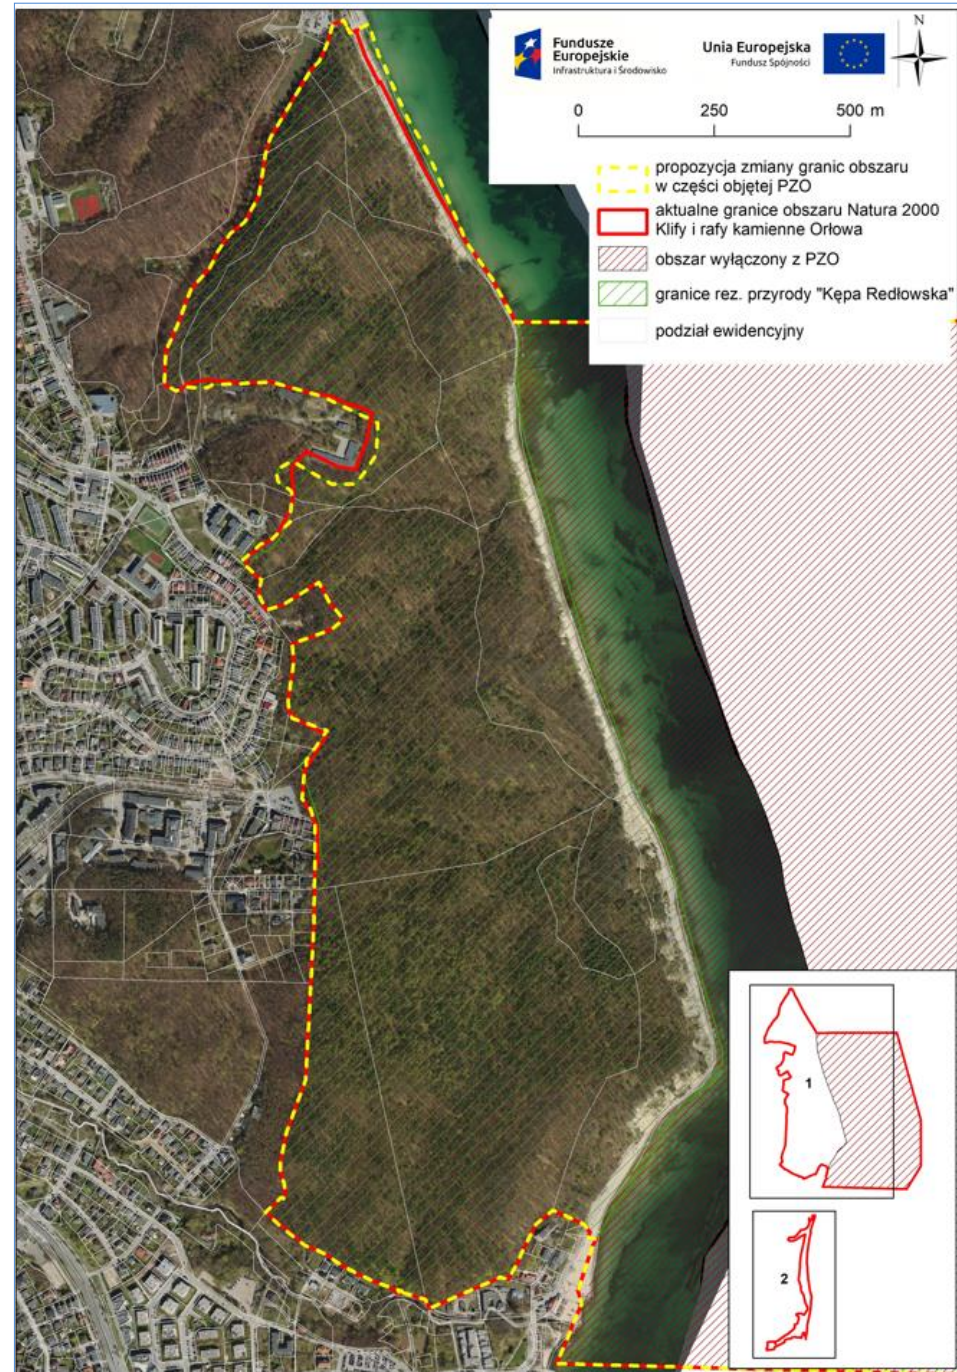 Fundusze
Europejskie
Infrastruktura i Środowisko
Unia Europejska
Fundusz Spójności
N
0 250 500 m
propozycja zmiany granic obszaru
w części objętej PZO
aktualne granice obszaru Natura 2000
Klify i rafy kamienne Orłowa
obszar wyłączony z PZO
granice rez. przyrody "Kępa Redłowska"
podział ewidencyjny
1
2